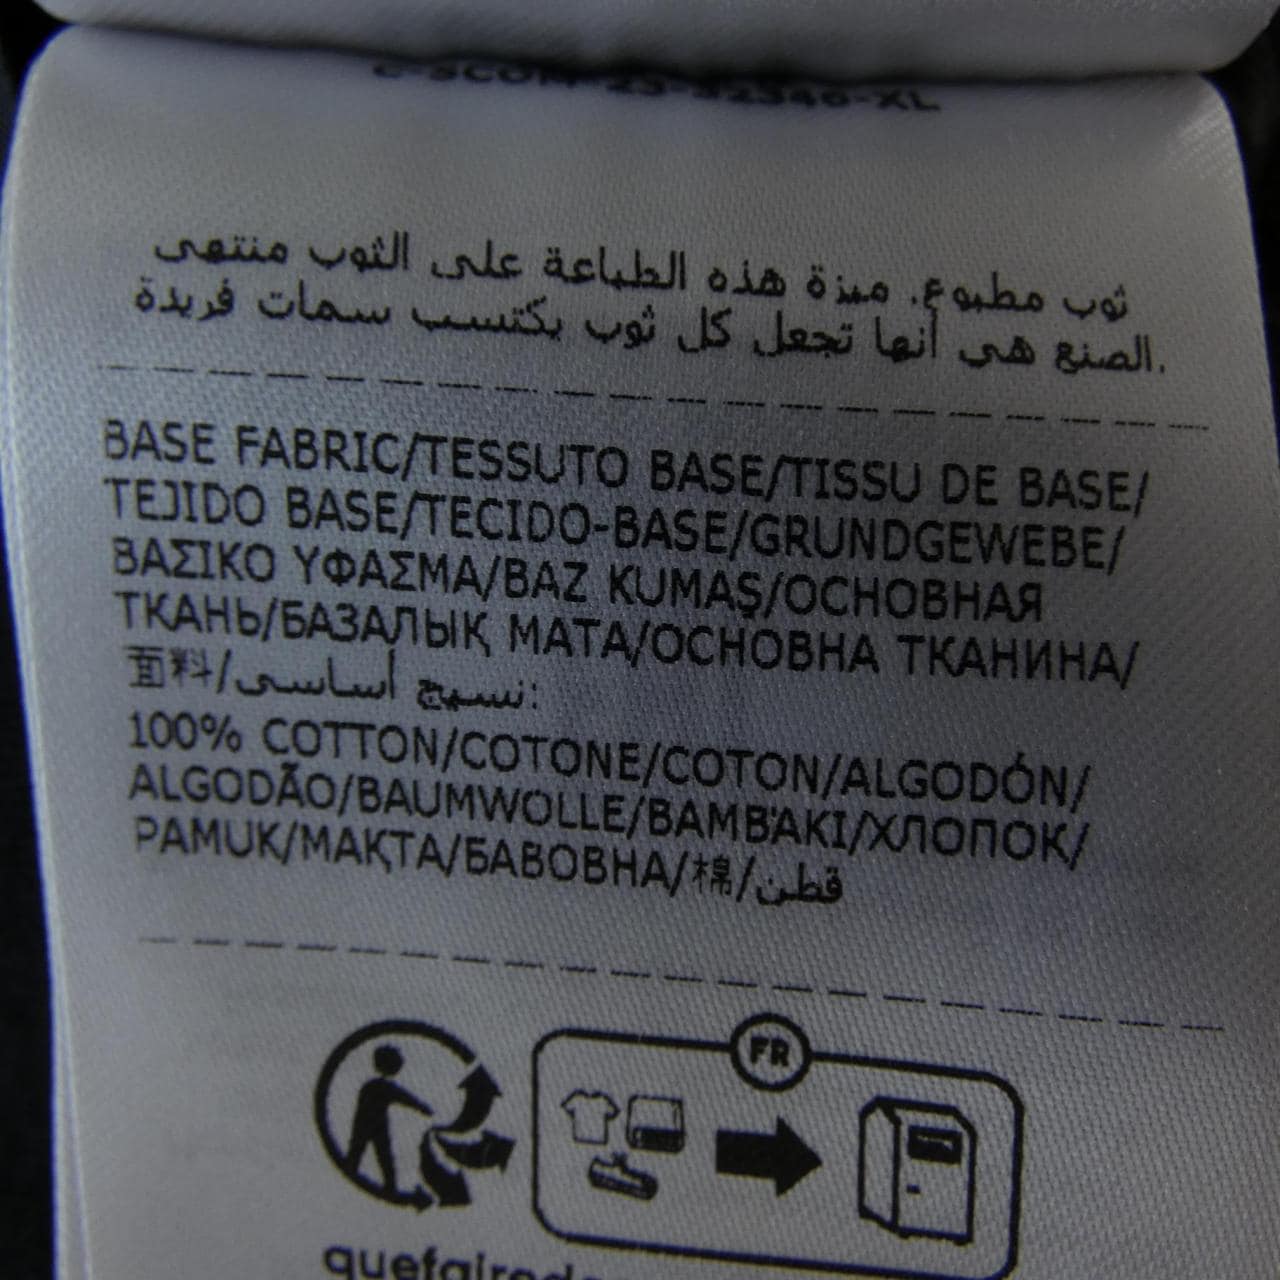 ثوب مطبوع. ميزة هذه الطباعة على الثوب منتهى
الصنع هي أنها تجعل كل ثوب يكتسب سمات فريدة.
BASE FABRIC/TESSUTO BASE/TISSU DE BASE/
TEJIDO BASE/TECIDO-BASE/GRUNDGEWEBE/
ΒΑΣΙΚΟ ΥΦΑΣΜΑ/BAZ KUMAŞ/ОСНОВНАЯ
ТКАНЬ/БАЗАЛЫҚ МАТА/ОСНОВНА ТКАНИНА/
面料/نسيج أساسى:
100% COTTON/COTONE/COTON/ALGODÓN/
ALGODÃO/BAUMWOLLE/ΒΑΜΒΆΚΙ/ХЛОПОК/
PAMUK/МАҚТА/БАВОВНА/棉/قطن
FR